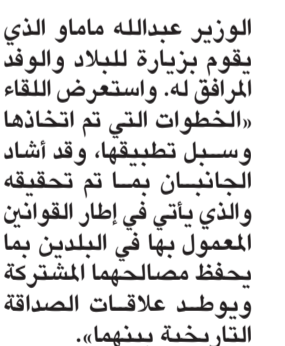 الوزير عبدالله ماماو الذي
يقوم بزيارة للبلاد والوفد
المرافق له. واستعرض اللقاء
«الخطوات التي تم اتخاذها
وسبل تطبيقها، وقد أشاد
الجانبان بما تم تحقيقه
والذي يأتي في إطار القوانين
المعمول بها في البلدين بما
يحفظ مصالحهما المشتركة
ويوطد علاقات الصداقة
التاريخية بينهما».